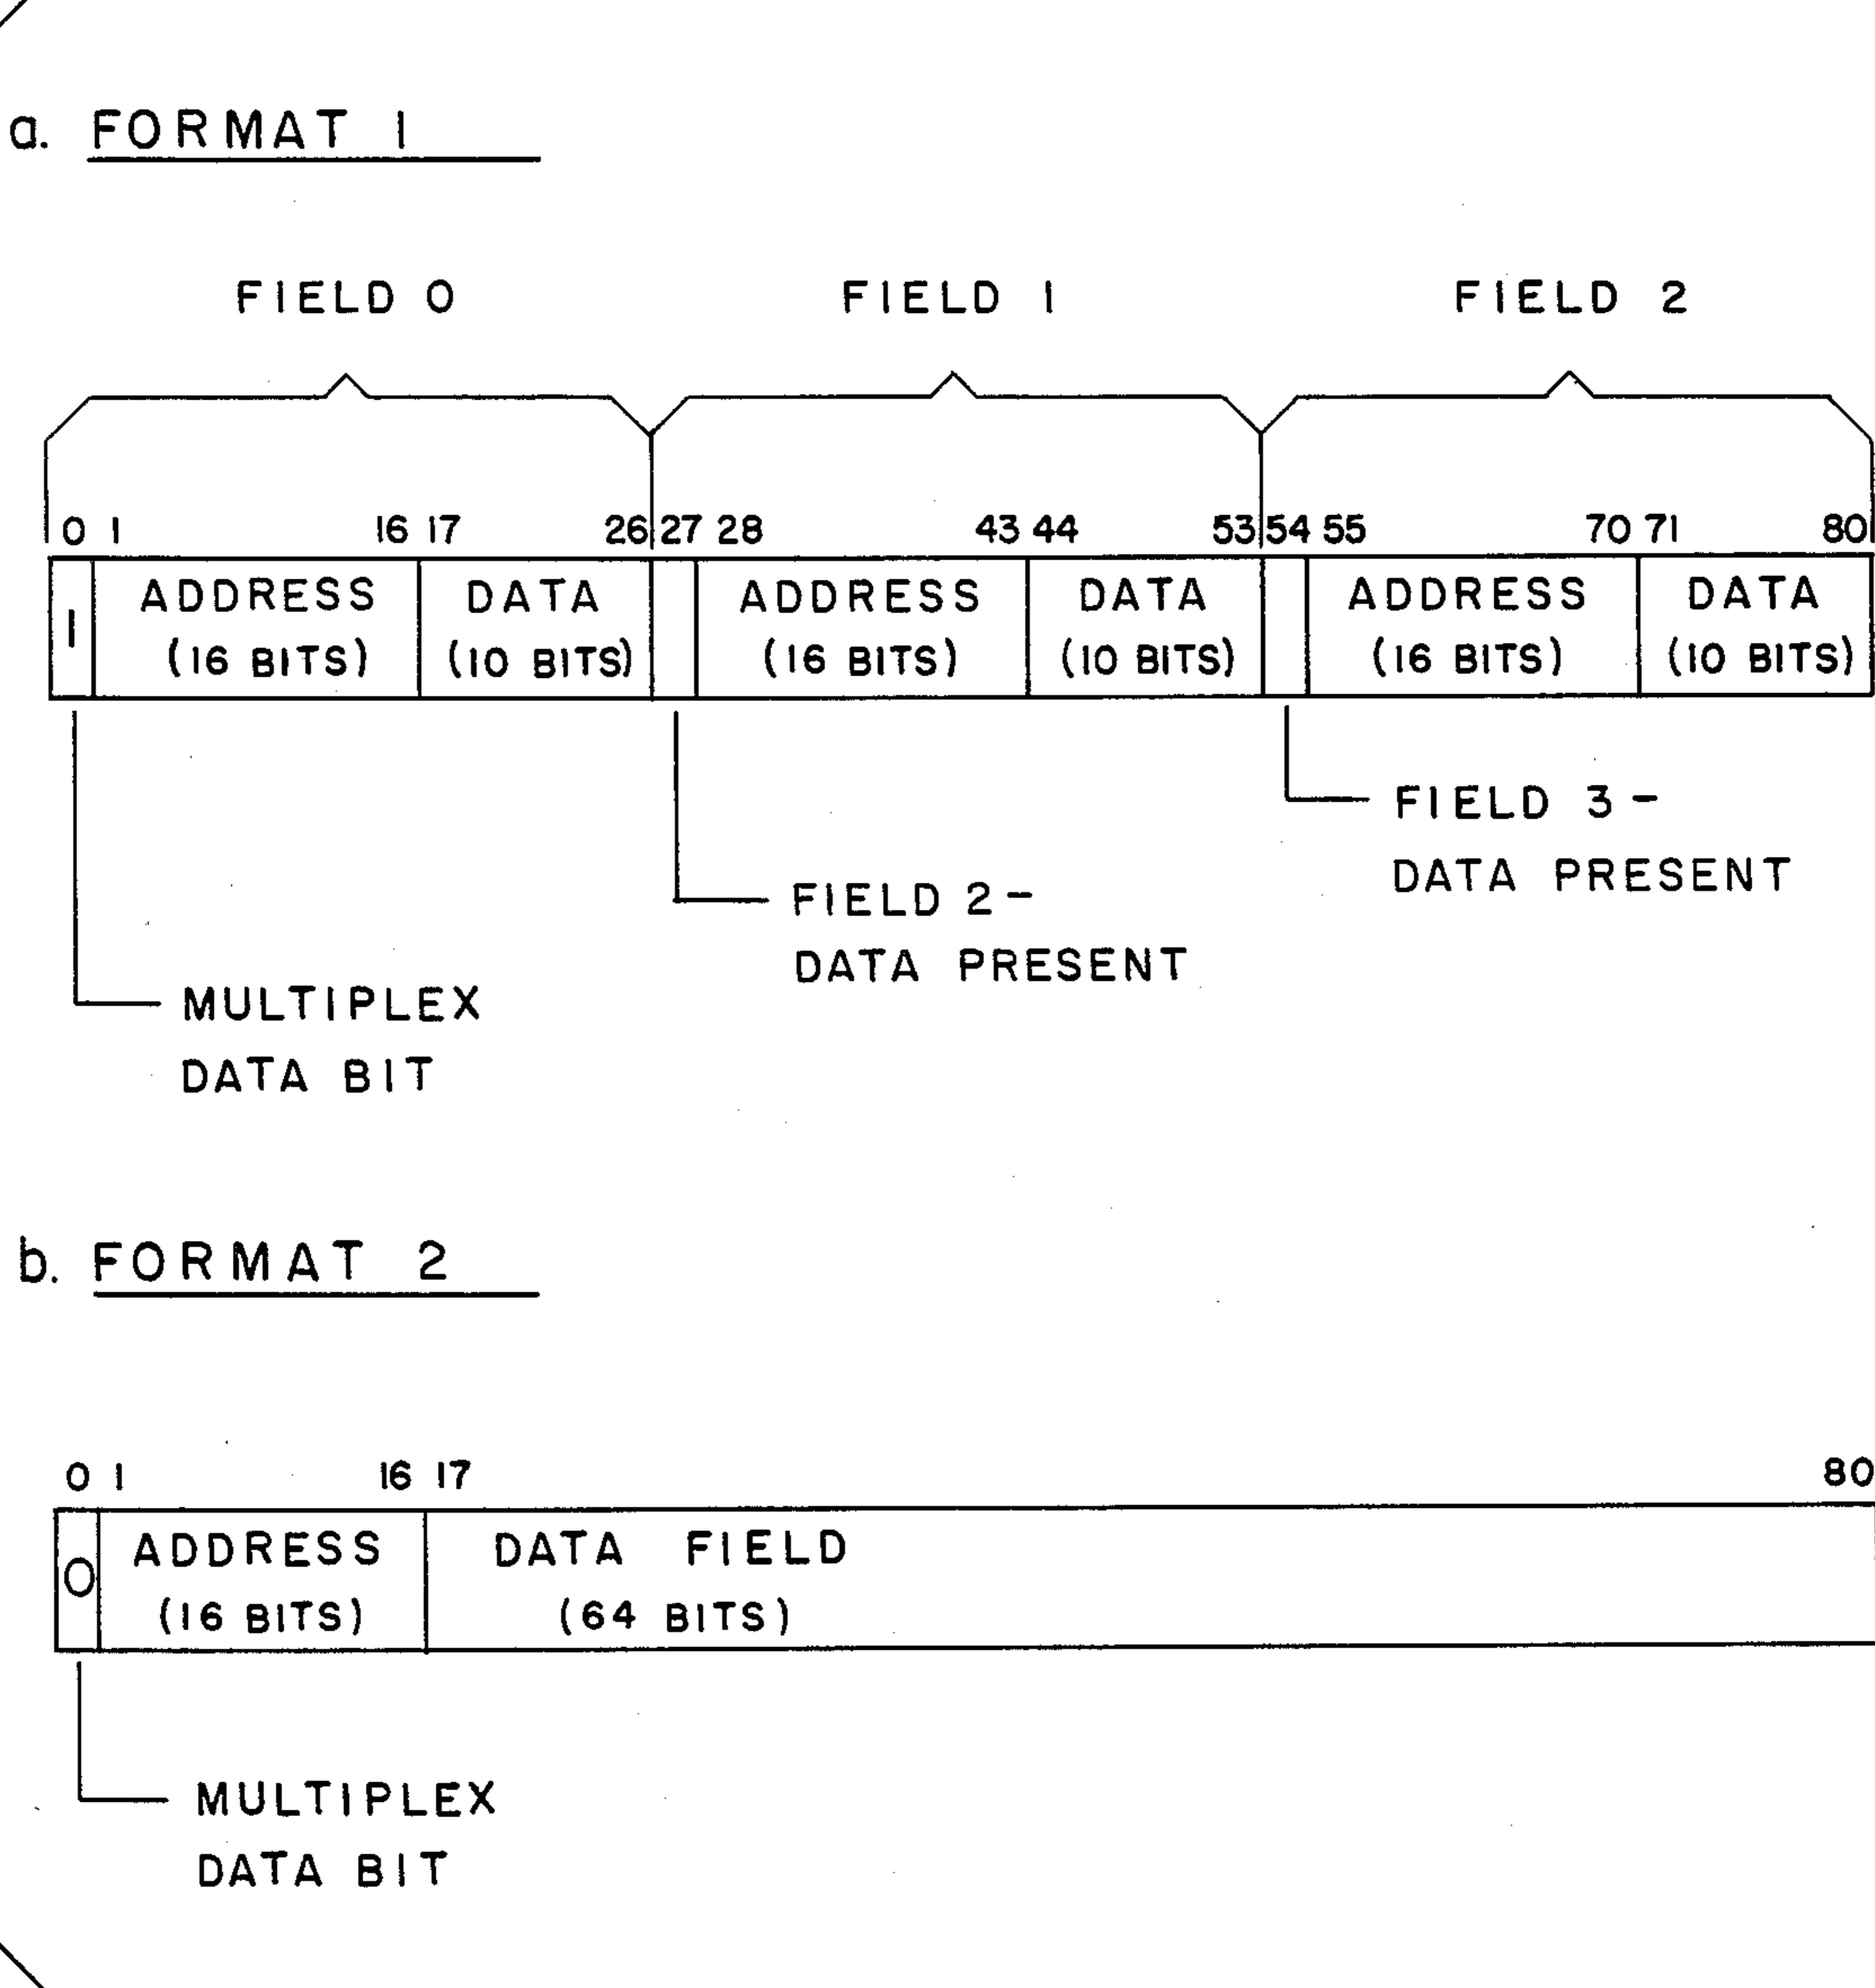 a. FORMAT 1
FIELD 0 FIELD 1 FIELD 2
0 1 16 17 26 27 28 43 44 53 54 55 70 71 80
1 ADDRESS DATA ADDRESS DATA ADDRESS DATA
(16 BITS) (10 BITS) (16 BITS) (10 BITS) (16 BITS) (10 BITS)
FIELD 3 -
DATA PRESENT
FIELD 2 -
DATA PRESENT
MULTIPLEX
DATA BIT
b. FORMAT 2
0 1 16 17 80
0 ADDRESS DATA FIELD
(16 BITS) (64 BITS)
MULTIPLEX
DATA BIT